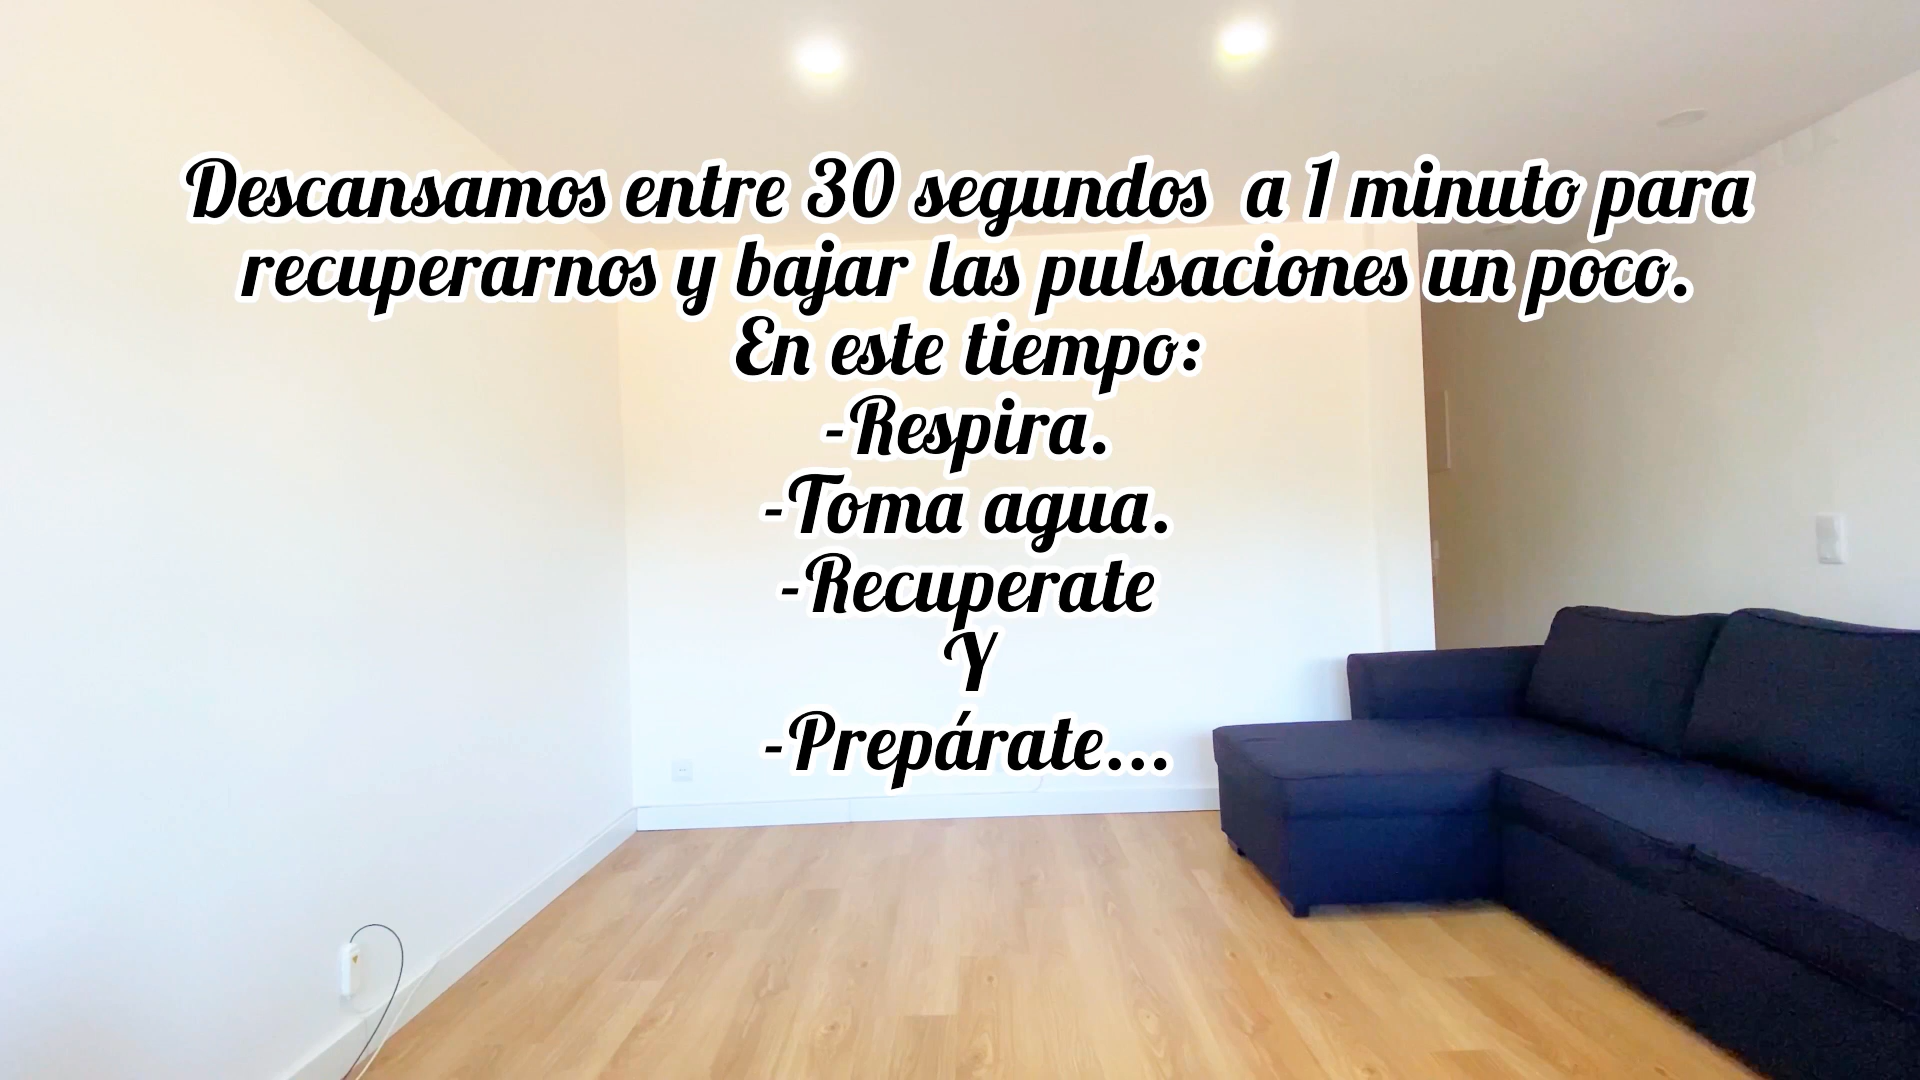 Descansamos entre 30 segundos a 1 minuto para
recuperarnos y bajar las pulsaciones un poco.
En este tiempo:
-Respira.
-Toma agua.
-Recuperate
Y
-Prepárate...